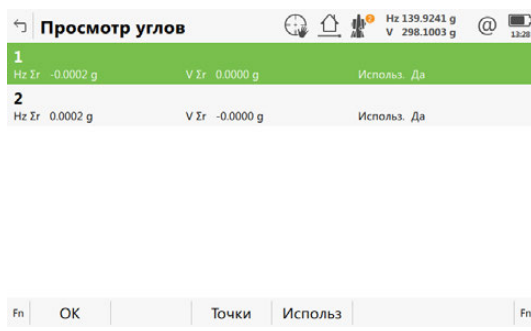 Просмотр углов
2
Hz 139.9241 g
V 298.1003 g
@
13:28
1
Hz Σr -0.0002 g V Σr 0.0000 g Использ. Да
2
Hz Σr 0.0002 g V Σr -0.0000 g Использ. Да
Fn OK Точки Использ Fn